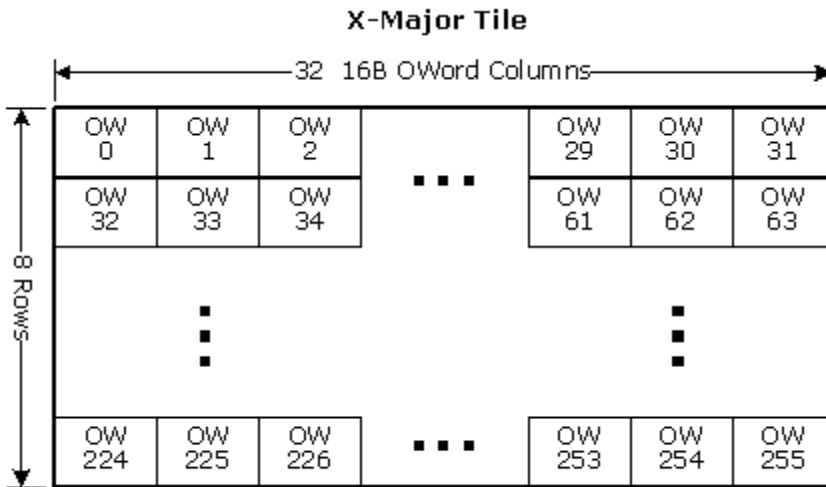 X-Major Tile
32 16B OWord Columns
OW OW OW OW OW OW
0 1 2 ... 29 30 31
OW OW OW OW OW OW
32 33 34 61 62 63
8 Rows
OW OW OW OW OW OW
224 225 226 ... 253 254 255